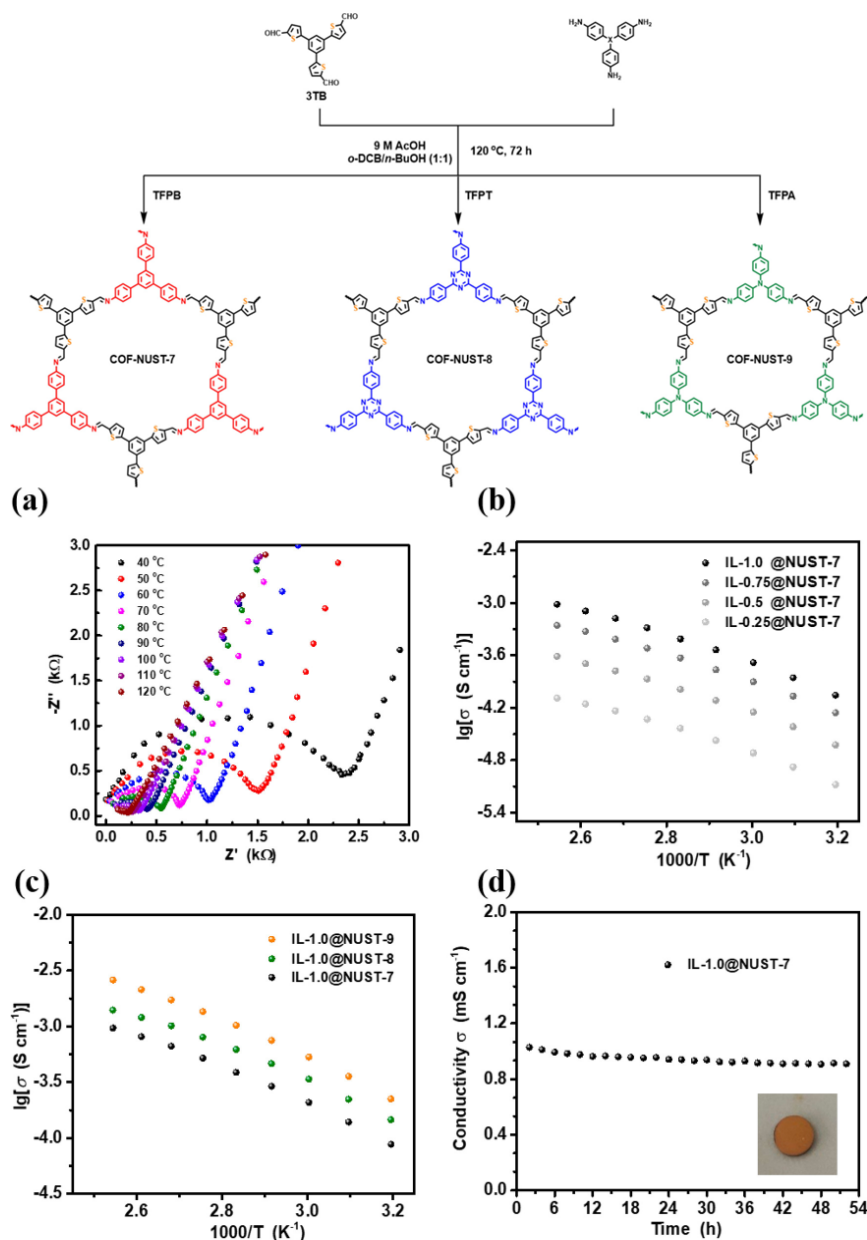 OHC
CHO
CHO
3TB
H₂N
NH₂
X
NH₂
9 M AcOH
o-DCB/n-BuOH (1:1)
120 °C, 72 h
TFPB
TFPT
TFPA
COF-NUST-7
COF-NUST-8
COF-NUST-9
(a)
(b)
3.0
2.5
2.0
1.5
1.0
0.5
0.0
-Z'' (kΩ)
40 °C
50 °C
60 °C
70 °C
80 °C
90 °C
100 °C
110 °C
120 °C
0.0 0.5 1.0 1.5 2.0 2.5 3.0
Z' (kΩ)
-2.4
-3.0
-3.6
-4.2
-4.8
-5.4
lg[σ (S cm⁻¹)]
IL-1.0 @NUST-7
IL-0.75@NUST-7
IL-0.5 @NUST-7
IL-0.25@NUST-7
2.6 2.8 3.0 3.2
1000/T (K⁻¹)
(c)
(d)
-2.0
-2.5
-3.0
-3.5
-4.0
-4.5
lg[σ (S cm⁻¹)]
IL-1.0@NUST-9
IL-1.0@NUST-8
IL-1.0@NUST-7
2.6 2.8 3.0 3.2
1000/T (K⁻¹)
2.0
1.6
1.2
0.8
0.4
0.0
Conductivity σ (mS cm⁻¹)
IL-1.0@NUST-7
0 6 12 18 24 30 36 42 48 54
Time (h)